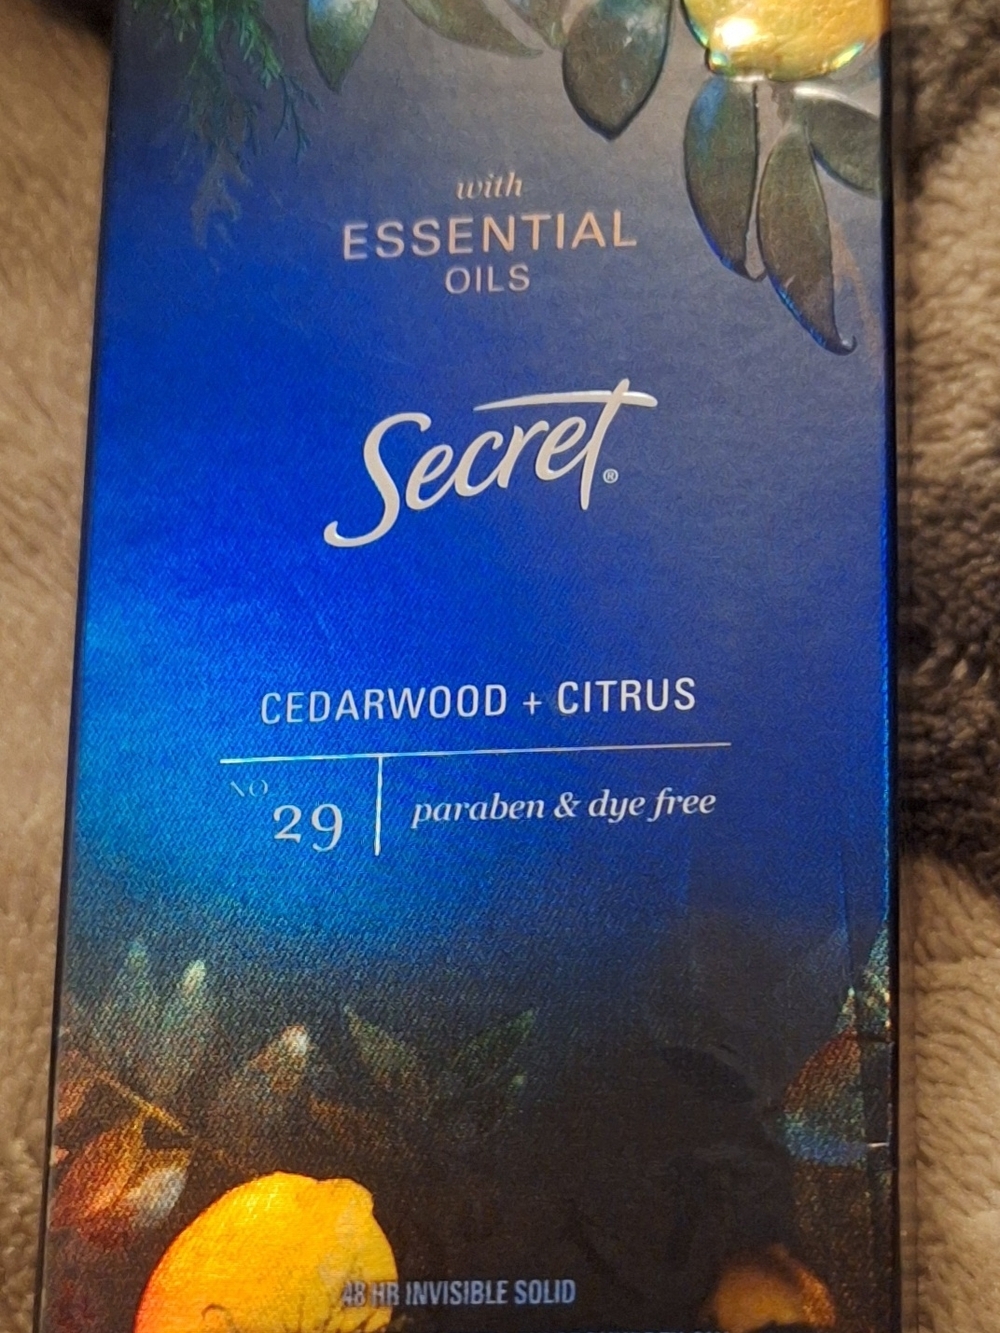 with
ESSENTIAL
OILS
Secret®
CEDARWOOD + CITRUS
NO 29
paraben & dye free
48 HR INVISIBLE SOLID